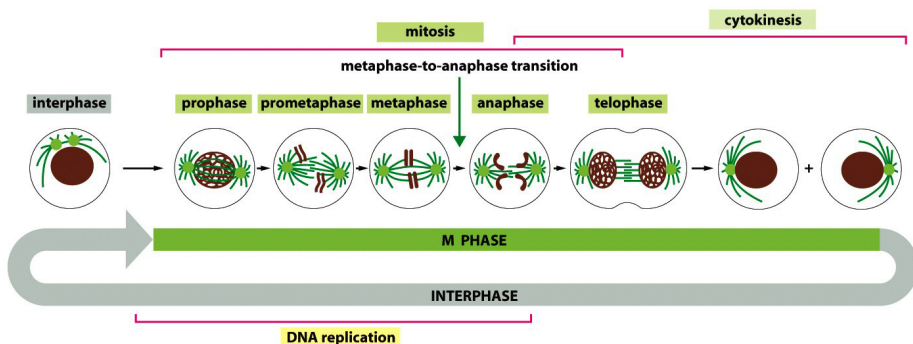 cytokinesis
mitosis
metaphase-to-anaphase transition
interphase
prophase
prometaphase
metaphase
anaphase
telophase
+
M PHASE
INTERPHASE
DNA replication